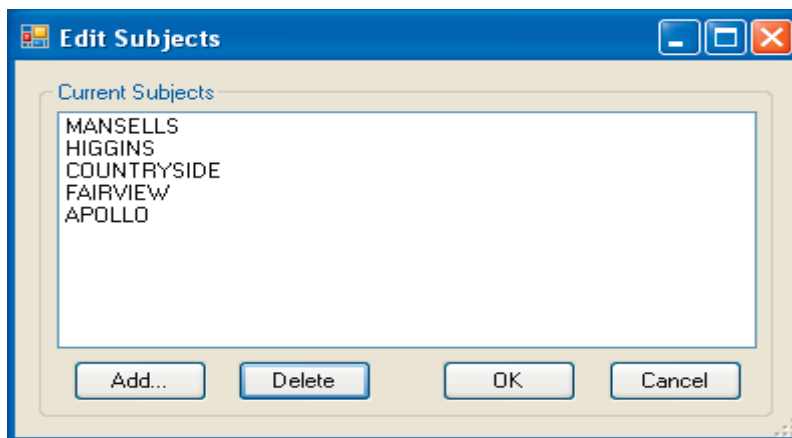 Edit Subjects
Current Subjects
MANSELLS
HIGGINS
COUNTRYSIDE
FAIRVIEW
APOLLO
Add... Delete OK Cancel